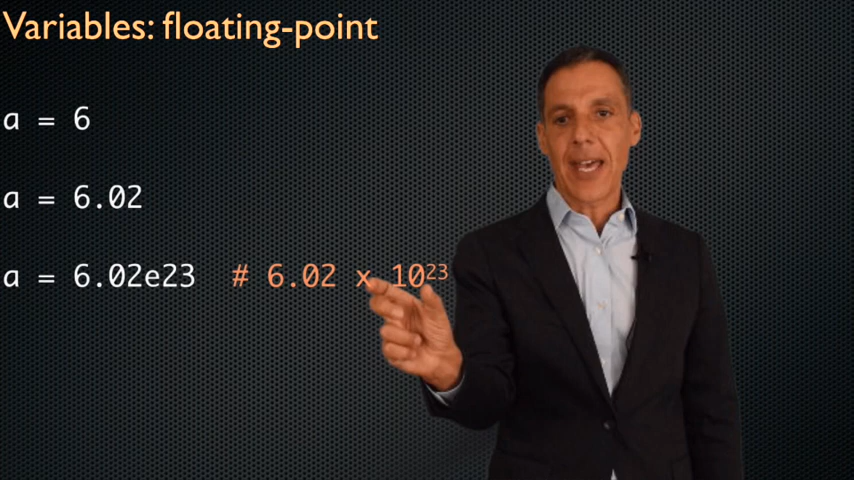 Variables: floating-point
a = 6
a = 6.02
a = 6.02e23 # 6.02 x 10²³